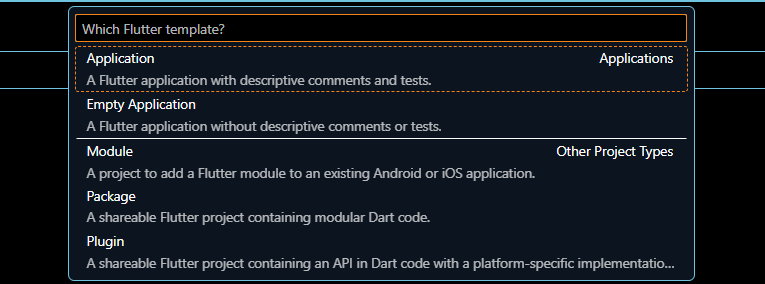 Which Flutter template?
Application Applications
A Flutter application with descriptive comments and tests.
Empty Application
A Flutter application without descriptive comments or tests.
Module Other Project Types
A project to add a Flutter module to an existing Android or iOS application.
Package
A shareable Flutter project containing modular Dart code.
Plugin
A shareable Flutter project containing an API in Dart code with a platform-specific implementatio...